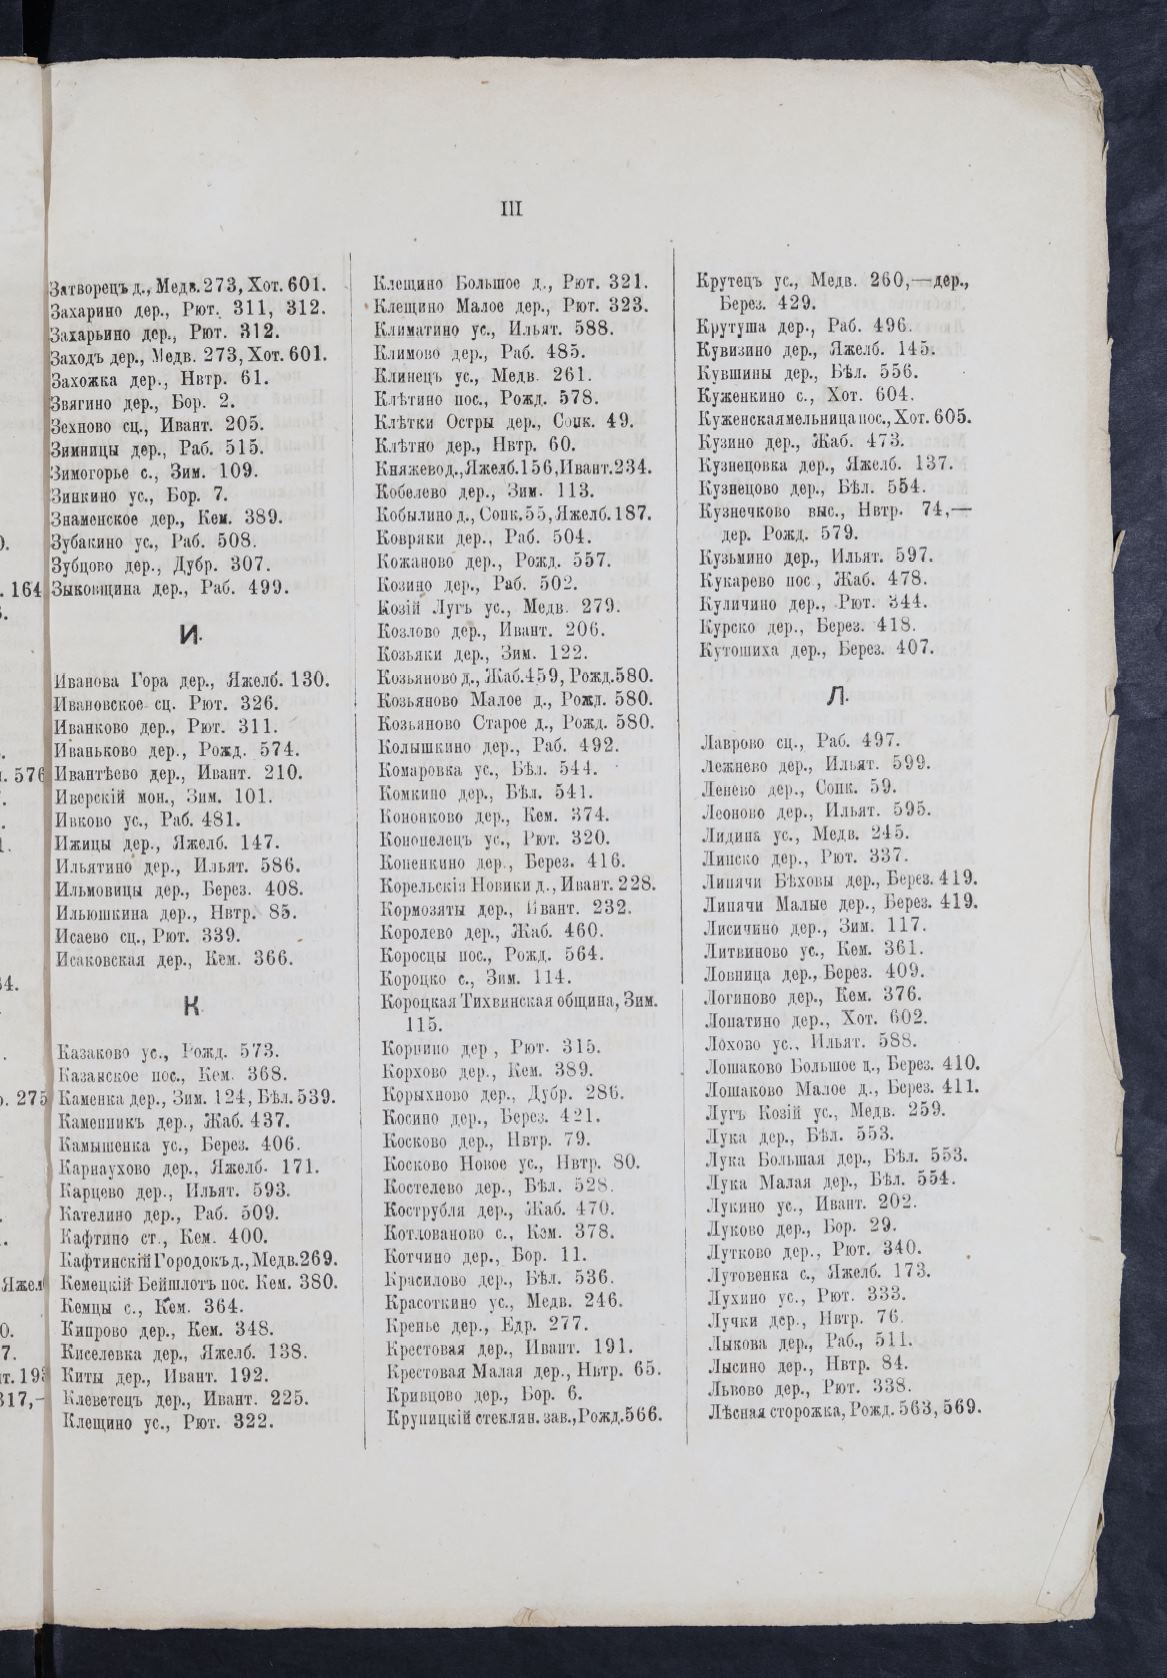 III
Затворецъ д., Медв. 273, Хот. 601.
Захарино дер., Рют. 311, 312.
Захарьино дер., Рют. 312.
Заходъ дер., Медв. 273, Хот. 601.
Захожка дер., Нвтр. 61.
Звягино дер., Бор. 2.
Зехново сц., Ивант. 205.
Зимницы дер., Раб. 515.
Зимогорье с., Зим. 109.
Зинкино ус., Бор. 7.
Знаменское дер., Кем. 389.
Зубакино ус., Раб. 508.
Зубцово дер., Дубр. 307.
Зыковщина дер., Раб. 499.
И.
Иванова Гора дер., Яжелб. 130.
Ивановское сц. Рют. 326.
Иванково дер., Рют. 311.
Иваньково дер., Рожд. 574.
Ивантѣево дер., Ивант. 210.
Иверскій мон., Зим. 101.
Ивково ус., Раб. 481.
Ижицы дер., Яжелб. 147.
Ильятино дер., Ильят. 586.
Ильмовицы дер., Берез. 408.
Ильюшкина дер., Нвтр. 85.
Исаево сц., Рют. 339.
Исаковская дер., Кем. 366.
К.
Казаково ус., Рожд. 573.
Казанское пос., Кем. 368.
Каменка дер., Зим. 124, Бѣл. 539.
Каменникъ дер., Жаб. 437.
Камышенка ус., Берез. 406.
Карнаухово дер., Яжелб. 171.
Карцево дер., Ильят. 593.
Кателино дер., Раб. 509.
Кафтино ст., Кем. 400.
Кафтинскій Городокъ д., Медв. 269.
Кемецкій Бейшлотъ пос. Кем. 380.
Кемцы с., Кем. 364.
Кипрово дер., Кем. 348.
Киселевка дер., Яжелб. 138.
Киты дер., Ивант. 192.
Клеветецъ дер., Ивант. 225.
Клещино ус., Рют. 322.
Клещино Большое д., Рют. 321.
Клещино Малое дер., Рют. 323.
Климатино ус., Ильят. 588.
Климово дер., Раб. 485.
Клинецъ ус., Медв. 261.
Клѣтино пос., Рожд. 578.
Клѣтки Остры дер., Сопк. 49.
Клѣтно дер., Нвтр. 60.
Княжево д., Яжелб. 156, Ивант. 234.
Кобелево дер., Зим. 113.
Кобылино д., Сопк. 55, Яжелб. 187.
Ковряки дер., Раб. 504.
Кожаново дер., Рожд. 557.
Козино дер., Раб. 502.
Козій Лугъ ус., Медв. 279.
Козлово дер., Ивант. 206.
Козьяки дер., Зим. 122.
Козьяново д., Жаб. 459, Рожд. 580.
Козьяново Малое д., Рожд. 580.
Козьяново Старое д., Рожд. 580.
Колышкино дер., Раб. 492.
Комаровка ус., Бѣл. 544.
Комкино дер., Бѣл. 541.
Кононково дер., Кем. 374.
Конопелецъ ус., Рют. 320.
Копенкино дер., Берез. 416.
Корельскія Новики д., Ивант. 228.
Кормозяты дер., Ивант. 232.
Королево дер., Жаб. 460.
Коросцы пос., Рожд. 564.
Короцко с., Зим. 114.
Короцкая Тихвинская община, Зим.
115.
Корпино дер., Рют. 315.
Корхово дер., Кем. 389.
Корыхново дер., Дубр. 286.
Косино дер., Берез. 421.
Косково дер., Нвтр. 79.
Косково Новое ус., Нвтр. 80.
Костелево дер., Бѣл. 528.
Кострубля дер., Жаб. 470.
Котлованово с., Кем. 378.
Котчино дер., Бор. 11.
Красилово дер., Бѣл. 536.
Красоткино ус., Медв. 246.
Кренье дер., Едр. 277.
Крестовая дер., Ивант. 191.
Крестовая Малая дер., Нвтр. 65.
Кривцово дер., Бор. 6.
Крупицкій стеклян. зав., Рожд. 566.
Крутецъ ус., Медв. 260,—дер.,
Берез. 429.
Крутуша дер., Раб. 496.
Кувизино дер., Яжелб. 145.
Кувшины дер., Бѣл. 556.
Куженкино с., Хот. 604.
Куженская мельница пос., Хот. 605.
Кузино дер., Жаб. 473.
Кузнецовка дер., Яжелб. 137.
Кузнецово дер., Бѣл. 554.
Кузнечково выс., Нвтр. 74,—
дер. Рожд. 579.
Кузьмино дер., Ильят. 597.
Кукарево пос., Жаб. 478.
Куличино дер., Рют. 344.
Курско дер., Берез. 418.
Кутошиха дер., Берез. 407.
Л.
Лаврово сц., Раб. 497.
Лежнево дер., Ильят. 599.
Ленево дер., Сопк. 59.
Леоново дер., Ильят. 595.
Лидина ус., Медв. 245.
Линско дер., Рют. 337.
Липячи Бѣховы дер., Берез. 419.
Липячи Малые дер., Берез. 419.
Лисичино дер., Зим. 117.
Литвиново ус., Кем. 361.
Ловница дер., Берез. 409.
Логиново дер., Кем. 376.
Лопатино дер., Хот. 602.
Лохово ус., Ильят. 588.
Лошаково Большое д., Берез. 410.
Лошаково Малое д., Берез. 411.
Лугъ Козій ус., Медв. 259.
Лука дер., Бѣл. 553.
Лука Большая дер., Бѣл. 553.
Лука Малая дер., Бѣл. 554.
Лукино ус., Ивант. 202.
Луково дер., Бор. 29.
Лутково дер., Рют. 340.
Лутовенка с., Яжелб. 173.
Лухино ус., Рют. 333.
Лучки дер., Нвтр. 76.
Лыкова дер., Раб., 511.
Лысино дер., Нвтр. 84.
Львово дер., Рют. 338.
Лѣсная сторожка, Рожд. 563, 569.